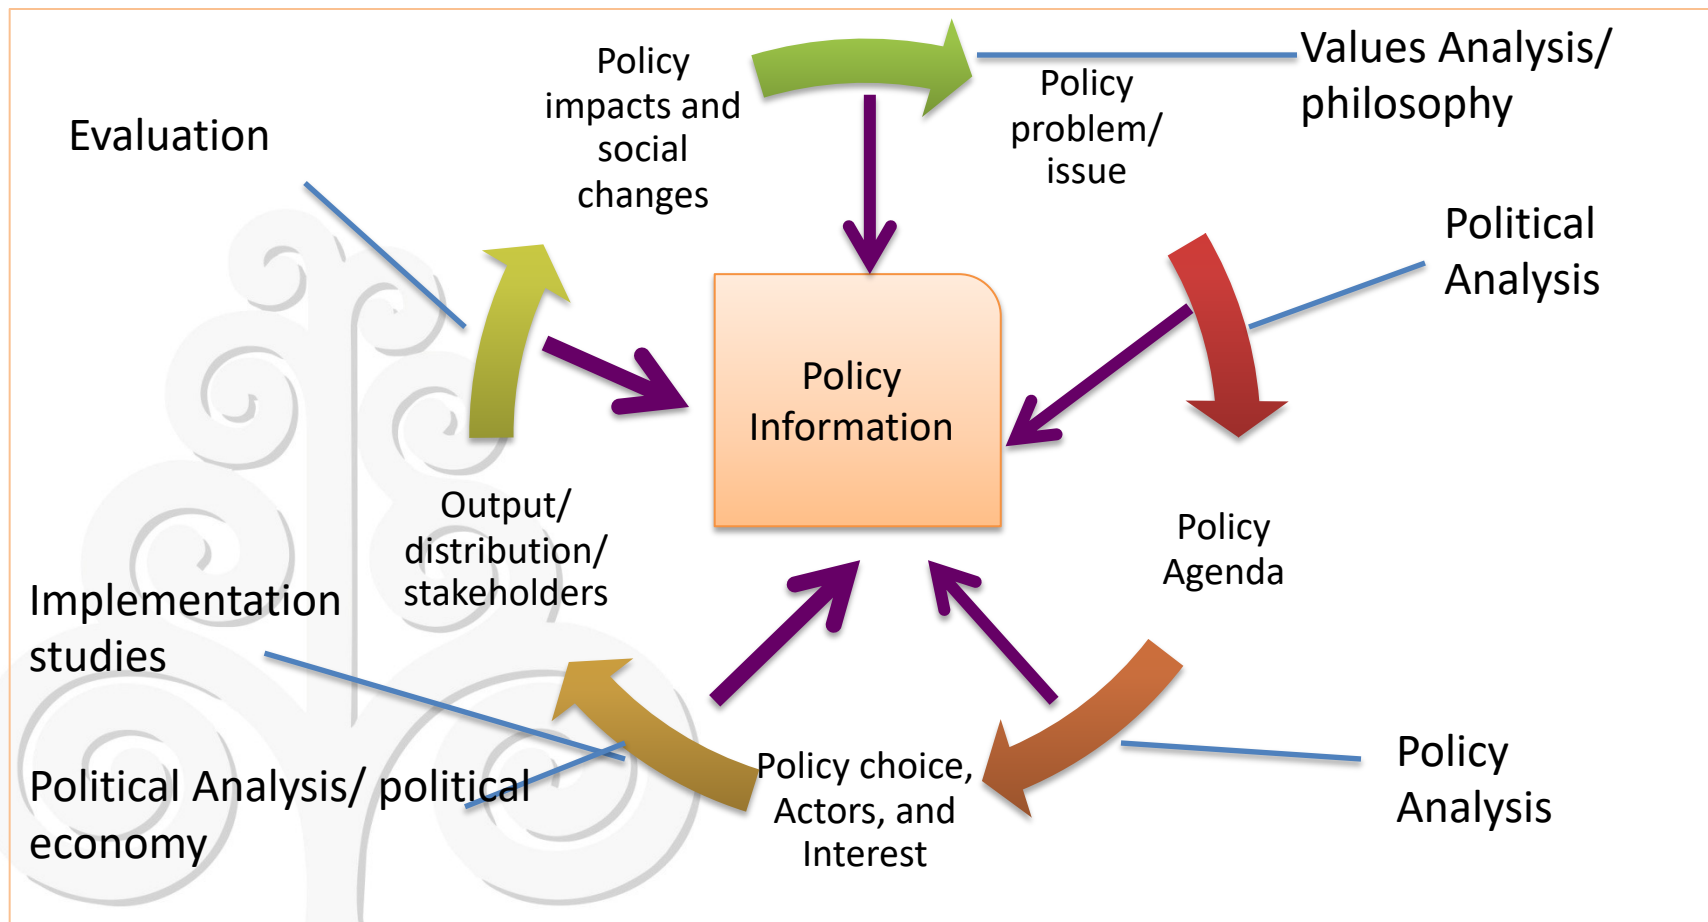 Policy
impacts and
social
changes
Policy
problem/
issue
Values Analysis/
philosophy
Evaluation
Political
Analysis
Policy
Information
Output/
distribution/
stakeholders
Policy
Agenda
Implementation
studies
Political Analysis/ political
economy
Policy choice,
Actors, and
Interest
Policy
Analysis